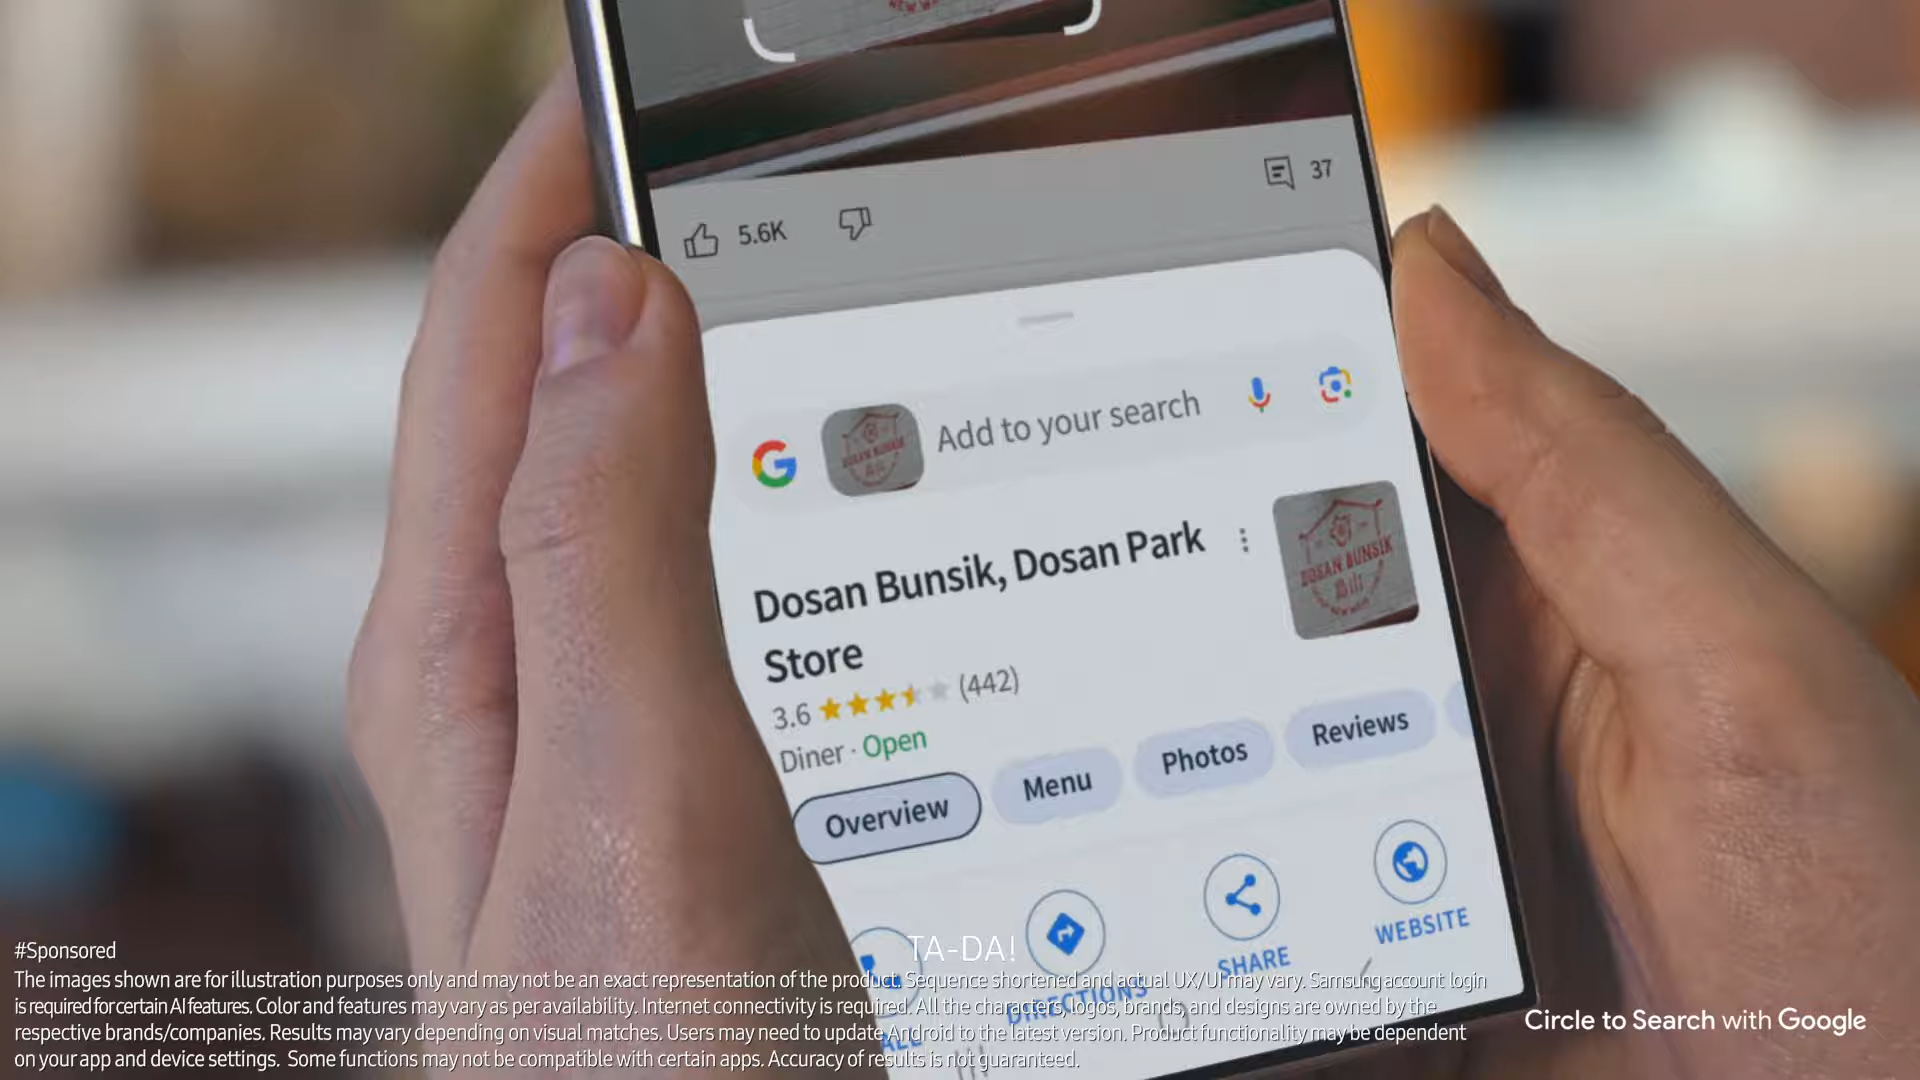 NEW WAVE
5.6K
37
Add to your search
DOSAN BUNSIK
Dosan Bunsik, Dosan Park
Store
DOSAN BUNSIK
3.6
(442)
Diner · Open
Overview
Menu
Photos
Reviews
DIRECTIONS
SHARE
WEBSITE
TA-DA!
#Sponsored
The images shown are for illustration purposes only and may not be an exact representation of the product. Sequence shortened and actual UX/UI may vary. Samsung account login
is required for certain AI features. Color and features may vary as per availability. Internet connectivity is required. All the characters, logos, brands, and designs are owned by the
respective brands/companies. Results may vary depending on visual matches. Users may need to update Android to the latest version. Product functionality may be dependent
on your app and device settings. Some functions may not be compatible with certain apps. Accuracy of results is not guaranteed.
Circle to Search with Google